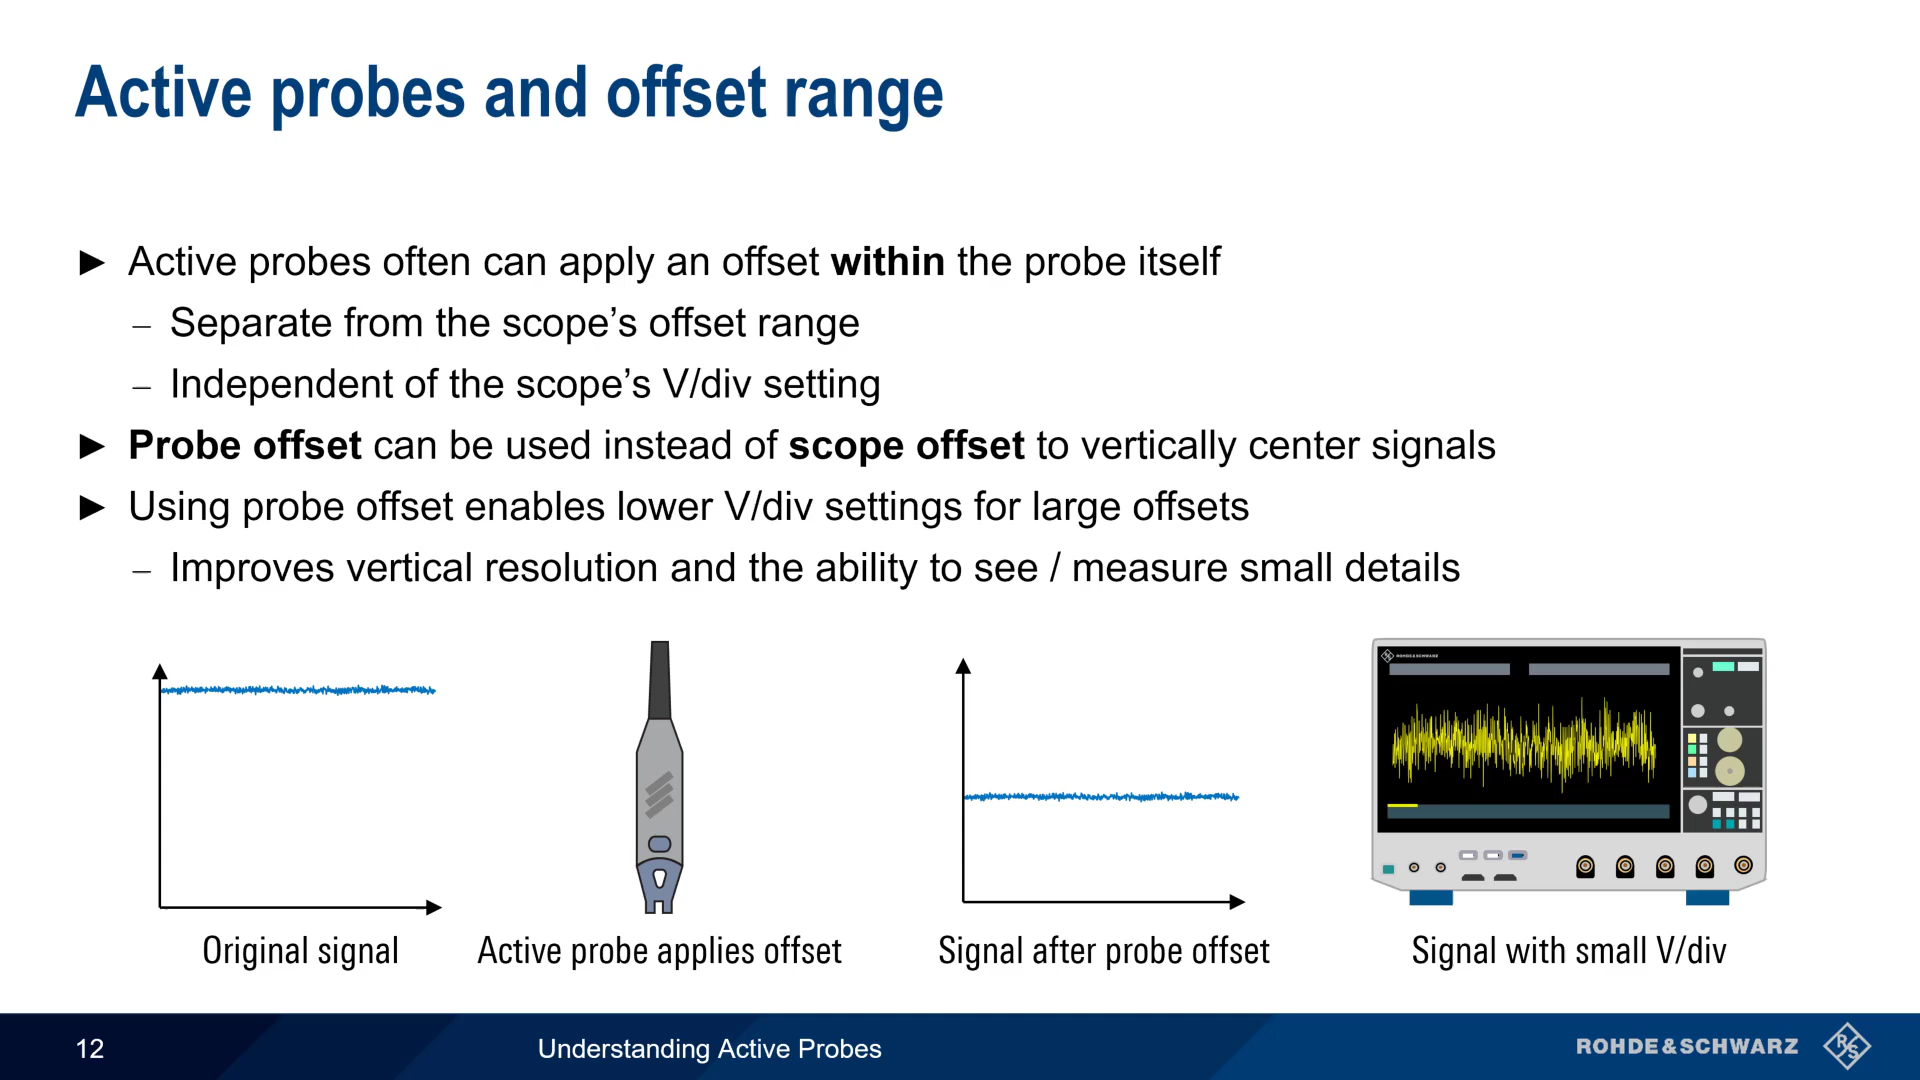 Active probes and offset range
► Active probes often can apply an offset within the probe itself
– Separate from the scope’s offset range
– Independent of the scope’s V/div setting
► Probe offset can be used instead of scope offset to vertically center signals
► Using probe offset enables lower V/div settings for large offsets
– Improves vertical resolution and the ability to see / measure small details
ROHDE&SCHWARZ
Original signal
Active probe applies offset
Signal after probe offset
Signal with small V/div
12
Understanding Active Probes
ROHDE&SCHWARZ
R&S